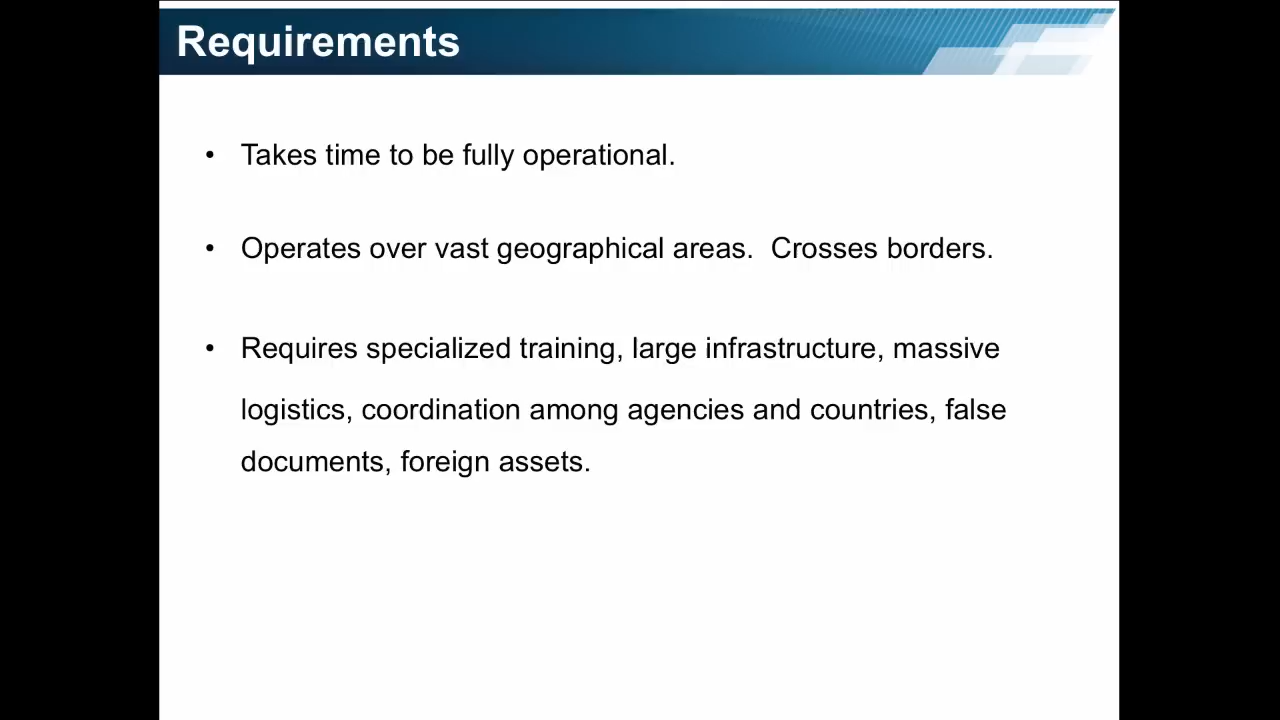 Requirements
• Takes time to be fully operational.
• Operates over vast geographical areas.  Crosses borders.
• Requires specialized training, large infrastructure, massive
logistics, coordination among agencies and countries, false
documents, foreign assets.